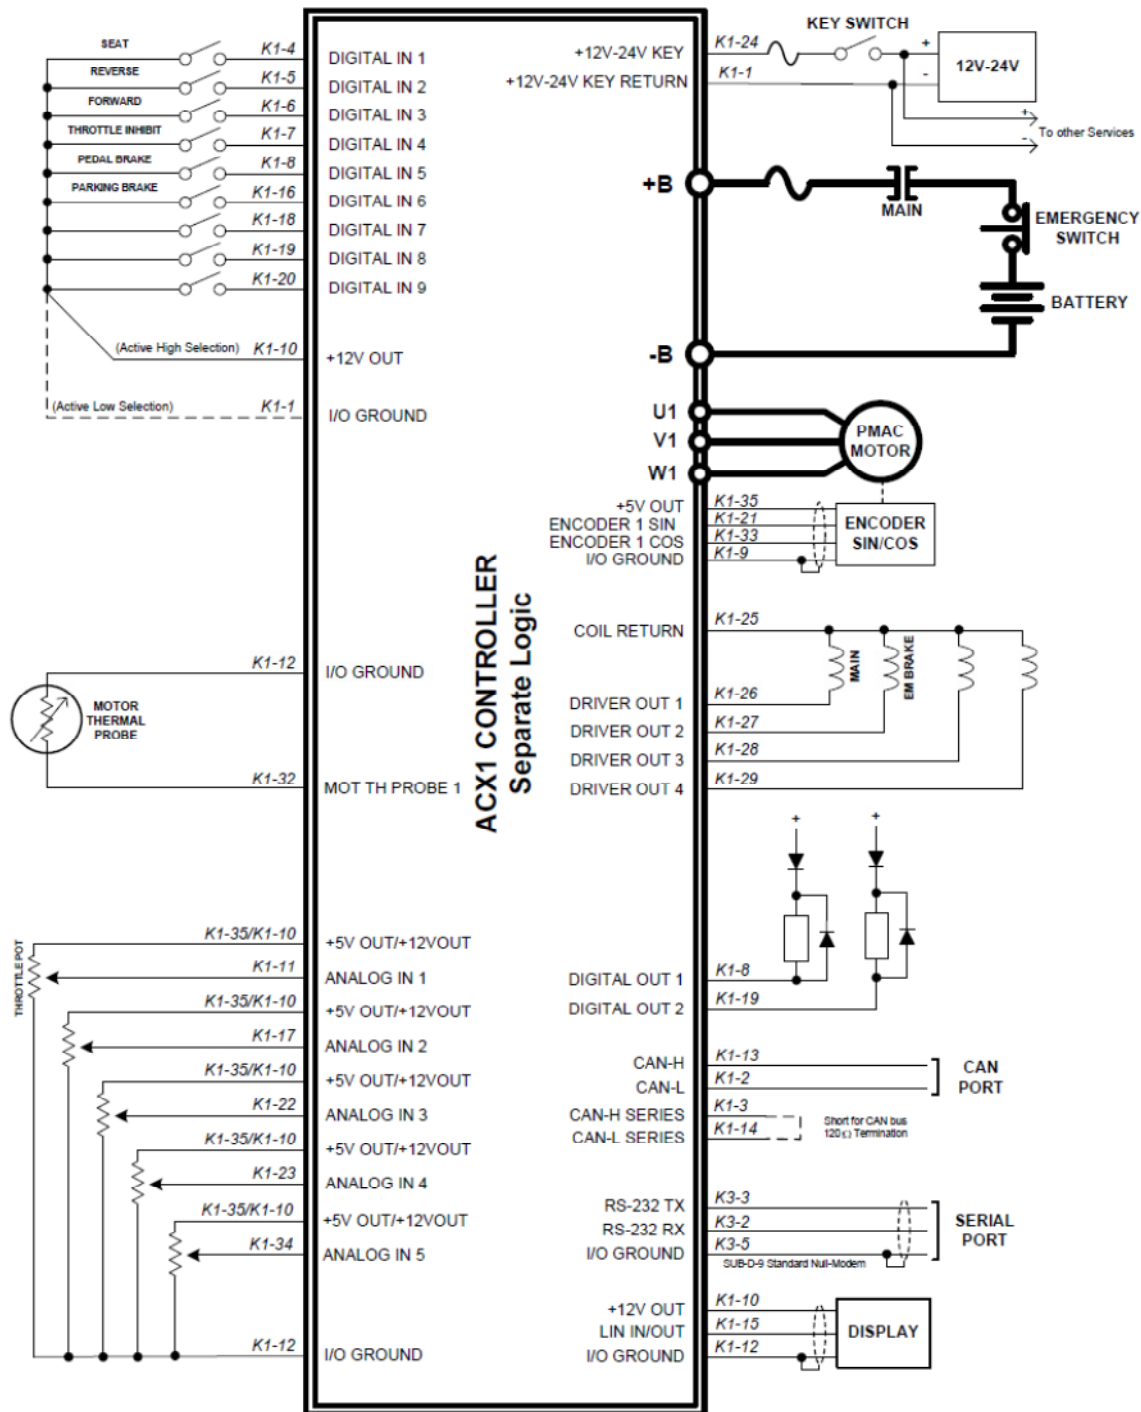 SEAT
K1-4
DIGITAL IN 1
REVERSE
K1-5
DIGITAL IN 2
FORWARD
K1-6
DIGITAL IN 3
THROTTLE INHIBIT
K1-7
DIGITAL IN 4
PEDAL BRAKE
K1-8
DIGITAL IN 5
PARKING BRAKE
K1-16
DIGITAL IN 6
K1-18
DIGITAL IN 7
K1-19
DIGITAL IN 8
K1-20
DIGITAL IN 9
(Active High Selection)
K1-10
+12V OUT
(Active Low Selection)
K1-1
I/O GROUND
K1-12
I/O GROUND
MOTOR
THERMAL
PROBE
K1-32
MOT TH PROBE 1
THROTTLE POT
K1-35/K1-10
+5V OUT/+12VOUT
K1-11
ANALOG IN 1
K1-35/K1-10
+5V OUT/+12VOUT
K1-17
ANALOG IN 2
K1-35/K1-10
+5V OUT/+12VOUT
K1-22
ANALOG IN 3
K1-35/K1-10
+5V OUT/+12VOUT
K1-23
ANALOG IN 4
K1-35/K1-10
+5V OUT/+12VOUT
K1-34
ANALOG IN 5
K1-12
I/O GROUND
ACX1 CONTROLLER
Separate Logic
KEY SWITCH
+12V-24V KEY
K1-24
+
12V-24V
+12V-24V KEY RETURN
K1-1
-
+
To other Services
-
+B
MAIN
EMERGENCY
SWITCH
BATTERY
-B
U1
V1
W1
PMAC
MOTOR
+5V OUT
K1-35
ENCODER 1 SIN
K1-21
ENCODER 1 COS
K1-33
I/O GROUND
K1-9
ENCODER
SIN/COS
COIL RETURN
K1-25
MAIN
EM BRAKE
DRIVER OUT 1
K1-26
DRIVER OUT 2
K1-27
DRIVER OUT 3
K1-28
DRIVER OUT 4
K1-29
+
+
DIGITAL OUT 1
K1-8
DIGITAL OUT 2
K1-19
CAN-H
K1-13
CAN-L
K1-2
CAN
PORT
CAN-H SERIES
K1-3
CAN-L SERIES
K1-14
Short for CAN bus
120Ω Termination
RS-232 TX
K3-3
RS-232 RX
K3-2
I/O GROUND
K3-5
SERIAL
PORT
SUB-D-9 Standard Null-Modem
+12V OUT
K1-10
LIN IN/OUT
K1-15
I/O GROUND
K1-12
DISPLAY